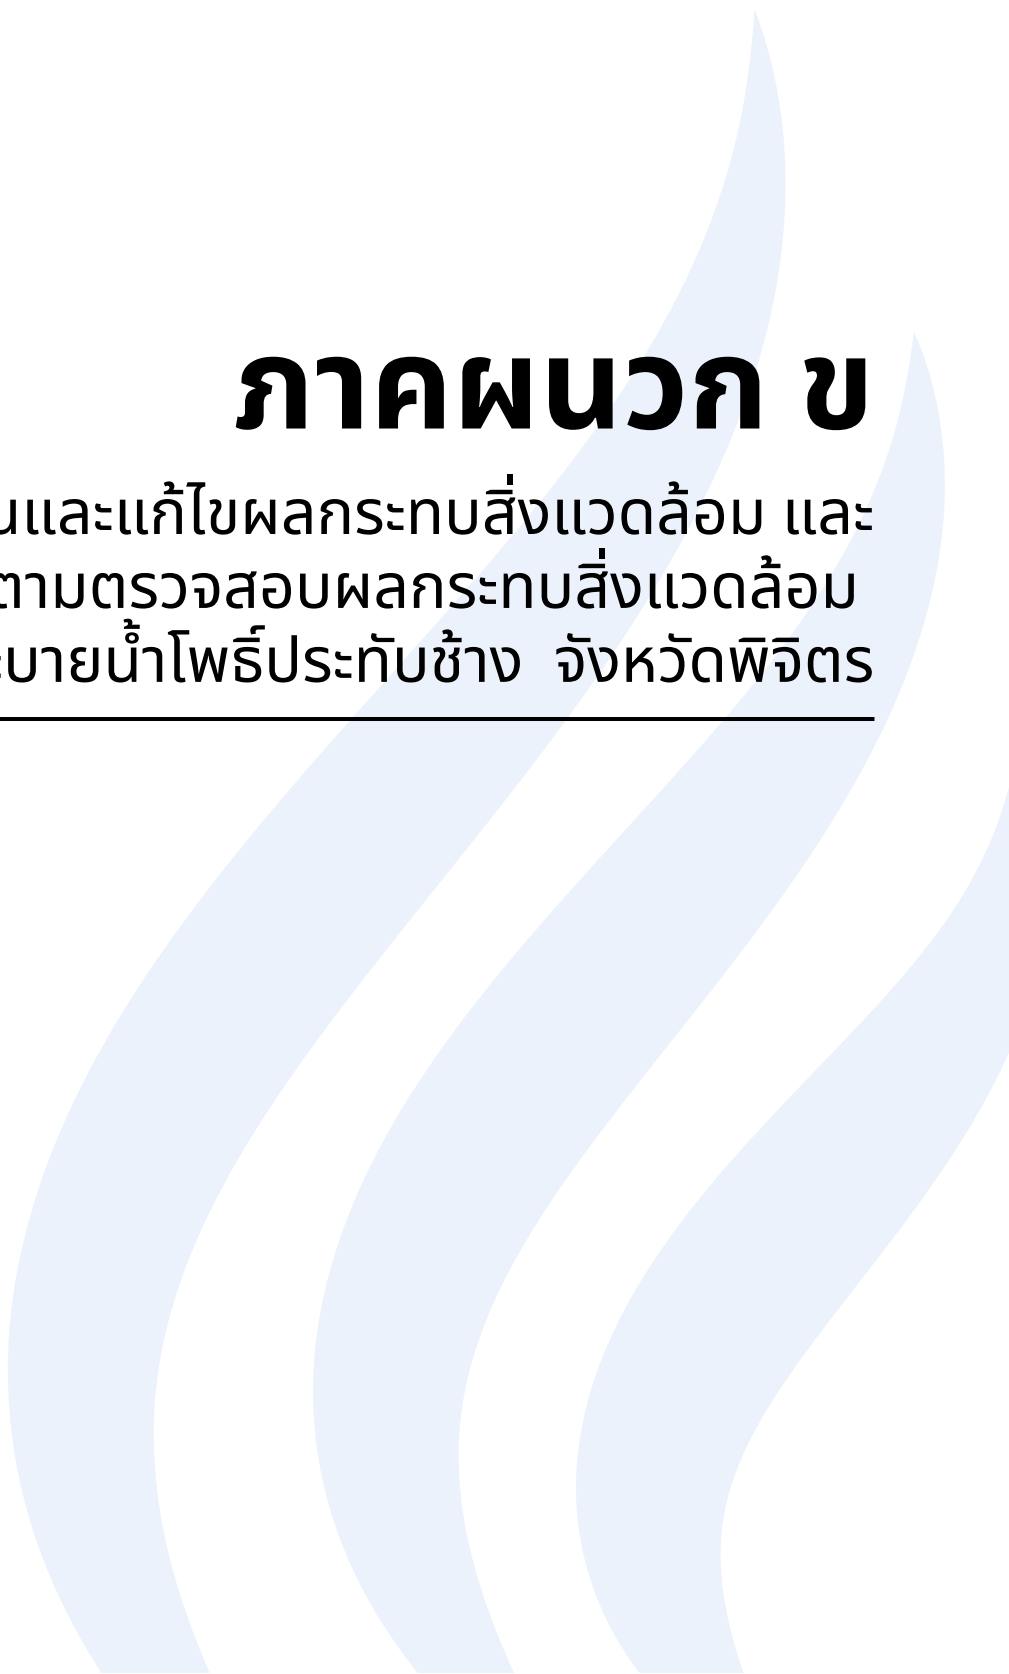 ภาคผนวก ข
และแก้ไขผลกระทบสิ่งแวดล้อม และ
ตามตรวจสอบผลกระทบสิ่งแวดล้อม
บายน้ำโพธิ์ประทับช้าง จังหวัดพิจิตร